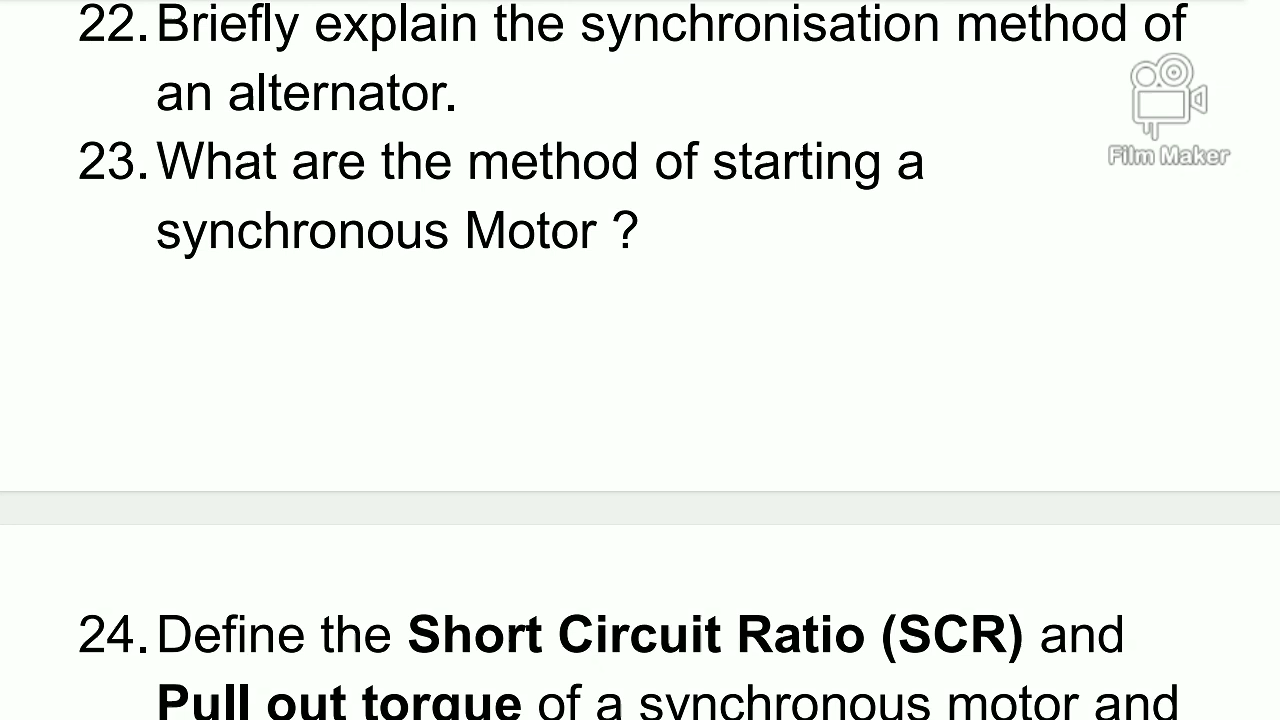 22. Briefly explain the synchronisation method of
an alternator.
Film Maker
23. What are the method of starting a
synchronous Motor ?
24. Define the Short Circuit Ratio (SCR) and
Pull out torque of a synchronous motor and